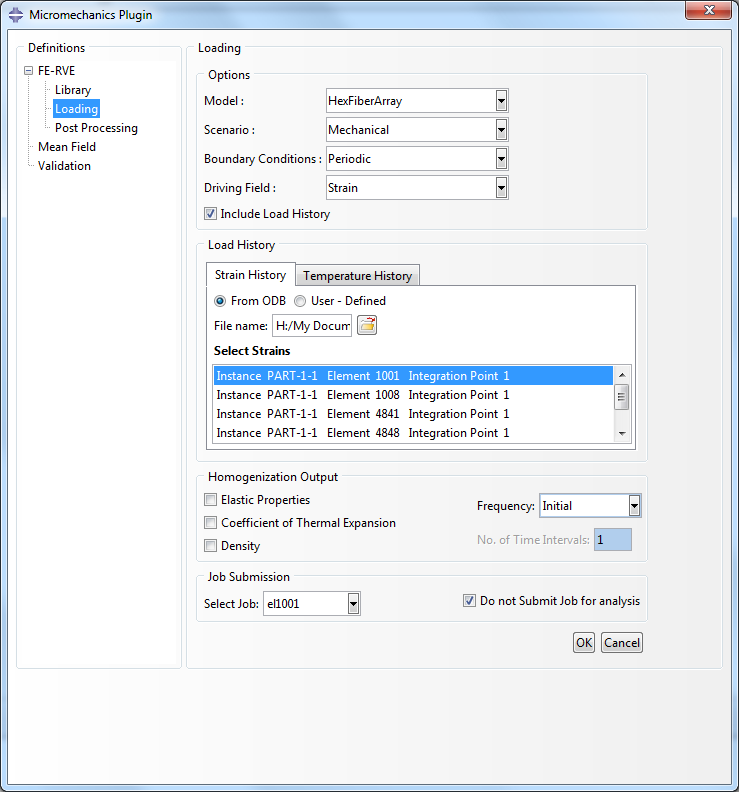 Micromechanics Plugin
Definitions
FE-RVE
Library
Loading
Post Processing
Mean Field
Validation
Loading
Options
Model :
HexFiberArray
Scenario :
Mechanical
Boundary Conditions :
Periodic
Driving Field :
Strain
Include Load History
Load History
Strain History
Temperature History
From ODB
User - Defined
File name:
H:/My Docum
Select Strains
Instance PART-1-1 Element 1001 Integration Point 1
Instance PART-1-1 Element 1008 Integration Point 1
Instance PART-1-1 Element 4841 Integration Point 1
Instance PART-1-1 Element 4848 Integration Point 1
Homogenization Output
Elastic Properties
Coefficient of Thermal Expansion
Density
Frequency:
Initial
No. of Time Intervals:
1
Job Submission
Select Job:
el1001
Do not Submit Job for analysis
OK
Cancel